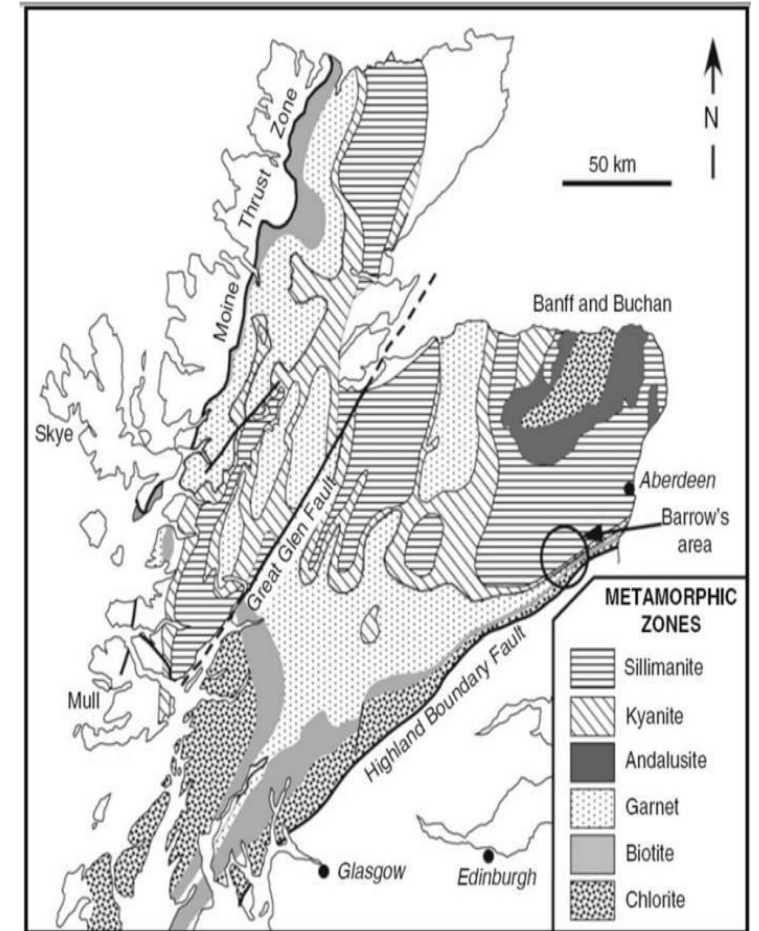 N
50 km
Moine Thrust Zone
Banff and Buchan
Skye
Great Glen Fault
Aberdeen
Barrow's
area
Mull
Highland Boundary Fault
Glasgow
Edinburgh
METAMORPHIC
ZONES
Sillimanite
Kyanite
Andalusite
Garnet
Biotite
Chlorite